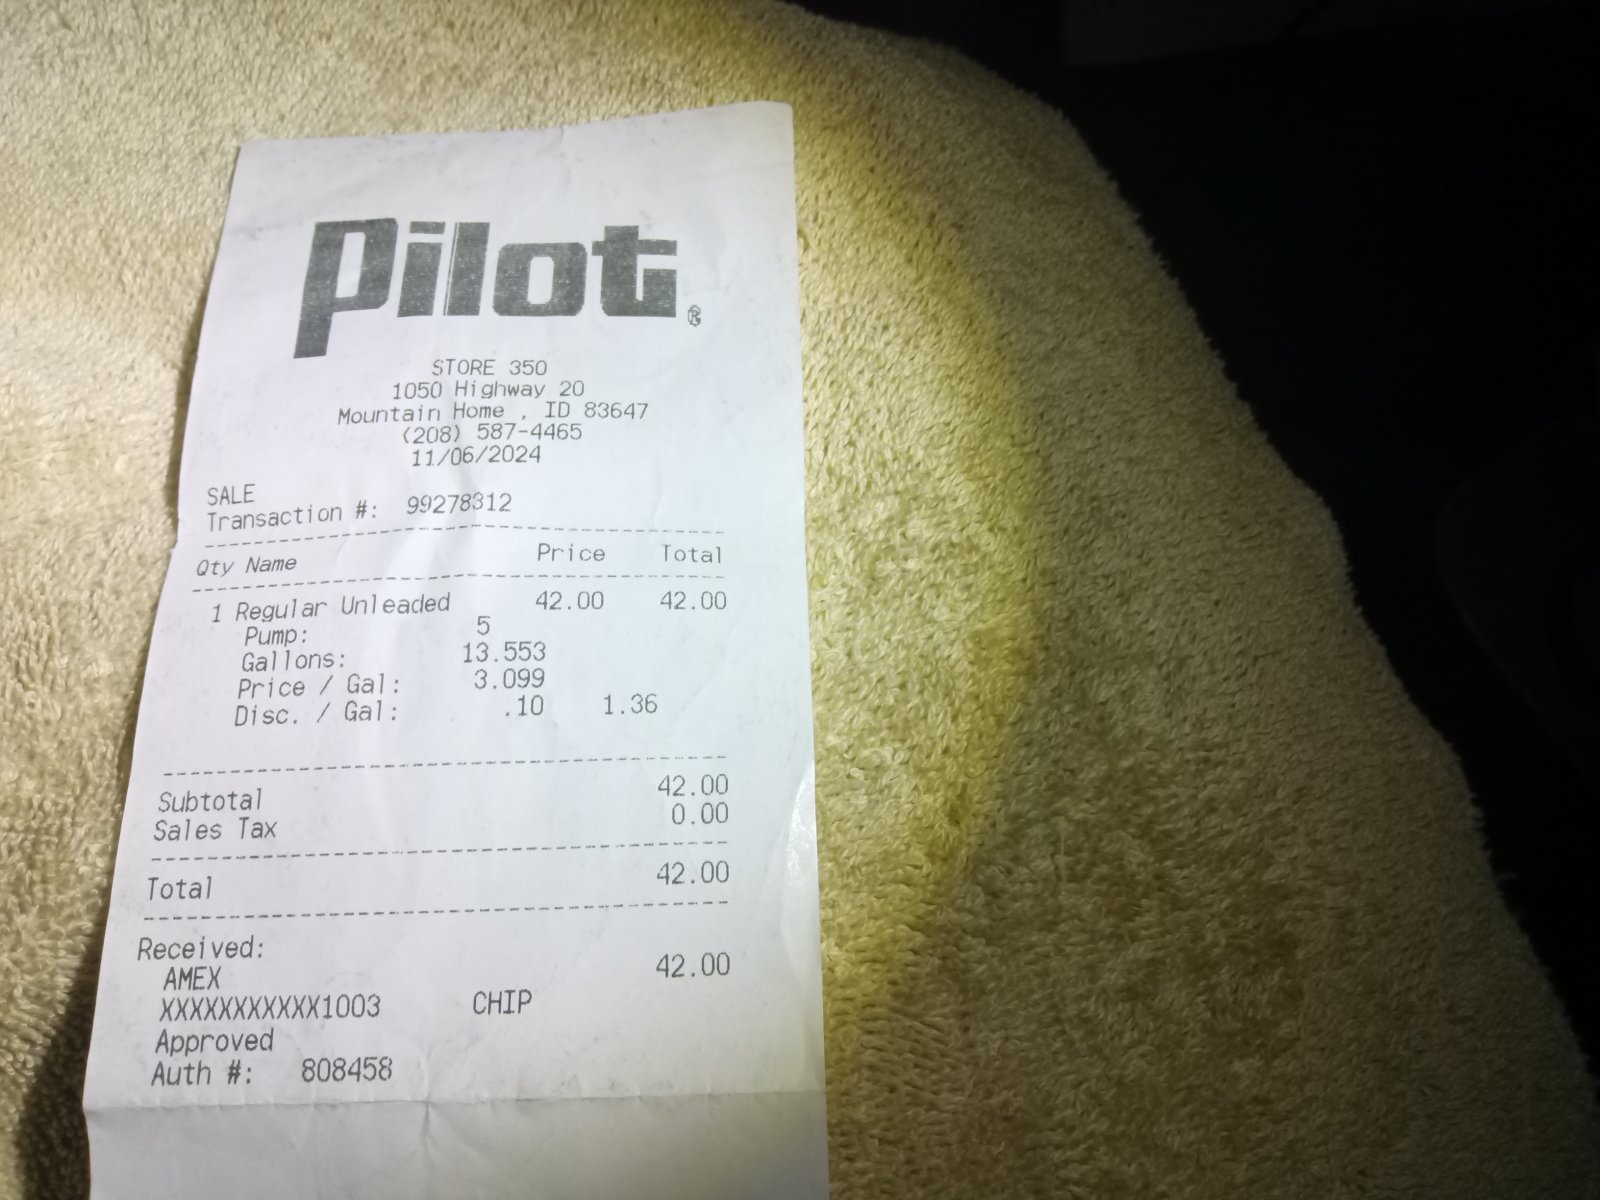 Pilot®
STORE 350
1050 Highway 20
Mountain Home , ID 83647
(208) 587-4465
11/06/2024
SALE
Transaction #: 99278312
Qty Name Price Total
1 Regular Unleaded 42.00 42.00
Pump: 5
Gallons: 13.553
Price / Gal: 3.099
Disc. / Gal: .10 1.36
Subtotal 42.00
Sales Tax 0.00
Total 42.00
Received:
AMEX 42.00
XXXXXXXXXXX1003 CHIP
Approved
Auth #: 808458